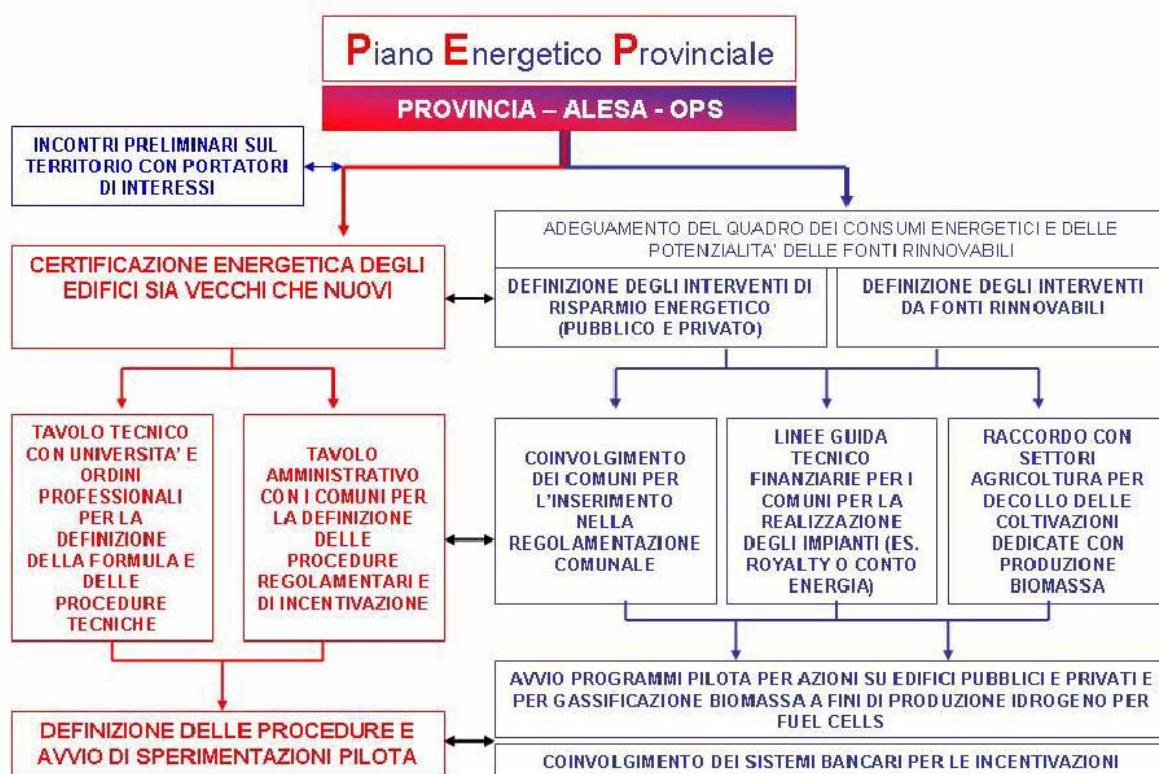 Piano Energetico Provinciale
PROVINCIA – ALESA - OPS
INCONTRI PRELIMINARI SUL
TERRITORIO CON PORTATORI
DI INTERESSI
CERTIFICAZIONE ENERGETICA DEGLI
EDIFICI SIA VECCHI CHE NUOVI
ADEGUAMENTO DEL QUADRO DEI CONSUMI ENERGETICI E DELLE
POTENZIALITA' DELLE FONTI RINNOVABILI
DEFINIZIONE DEGLI INTERVENTI DI
RISPARMIO ENERGETICO
(PUBBLICO E PRIVATO)
DEFINIZIONE DEGLI INTERVENTI
DA FONTI RINNOVABILI
TAVOLO TECNICO
CON UNIVERSITA' E
ORDINI
PROFESSIONALI
PER LA
DEFINIZIONE
DELLA FORMULA E
DELLE
PROCEDURE
TECNICHE
TAVOLO
AMMINISTRATIVO
CON I COMUNI PER
LA DEFINIZIONE
DELLE
PROCEDURE
REGOLAMENTARI E
DI INCENTIVAZIONE
COINVOLGIMENTO
DEI COMUNI PER
L'INSERIMENTO
NELLA
REGOLAMENTAZIONE
COMUNALE
LINEE GUIDA
TECNICO
FINANZIARIE PER I
COMUNI PER LA
REALIZZAZIONE
DEGLI IMPIANTI (ES.
ROYALTY O CONTO
ENERGIA)
RACCORDO CON
SETTORI
AGRICOLTURA PER
DECOLLO DELLE
COLTIVAZIONI
DEDICATE CON
PRODUZIONE
BIOMASSA
DEFINIZIONE DELLE PROCEDURE E
AVVIO DI SPERIMENTAZIONI PILOTA
AVVIO PROGRAMMI PILOTA PER AZIONI SU EDIFICI PUBBLICI E PRIVATI E
PER GASSIFICAZIONE BIOMASSA A FINI DI PRODUZIONE IDROGENO PER
FUEL CELLS
COINVOLGIMENTO DEI SISTEMI BANCARI PER LE INCENTIVAZIONI